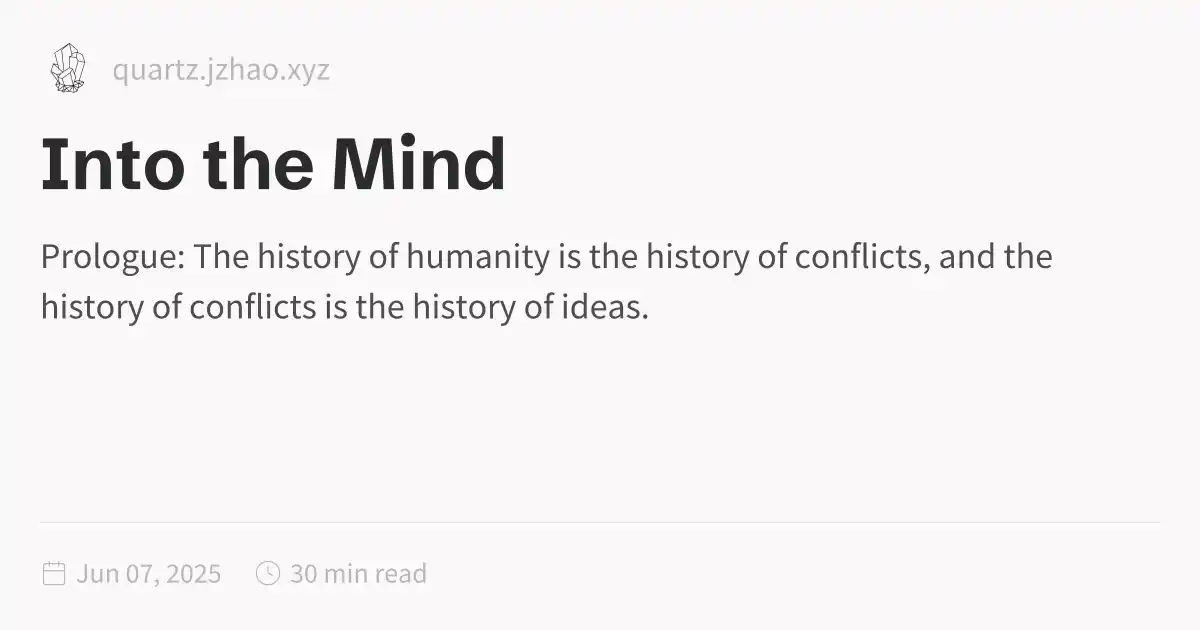 quartz.jzhao.xyz
Into the Mind
Prologue: The history of humanity is the history of conflicts, and the
history of conflicts is the history of ideas.
Jun 07, 2025 30 min read